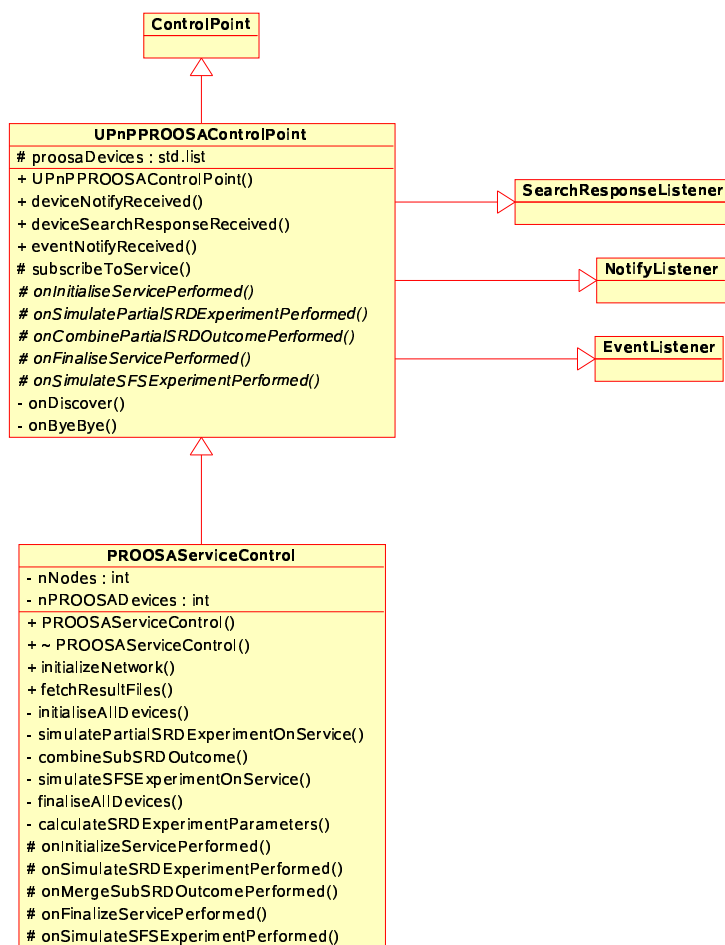 ControlPoint
UPnPPROOSAControlPoint
# proosaDevices : std.list
+ UPnPPROOSAControlPoint()
+ deviceNotifyReceived()
+ deviceSearchResponseReceived()
+ eventNotifyReceived()
# subscribeToService()
# onInitialiseServicePerformed()
# onSimulatePartialSRDExperimentPerformed()
# onCombinePartialSRDOutcomePerformed()
# onFinaliseServicePerformed()
# onSimulateSFSExperimentPerformed()
- onDiscover()
- onByeBye()
SearchResponseListener
NotifyListener
EventListener
PROOSAServiceControl
- nNodes : int
- nPROOSADevices : int
+ PROOSAServiceControl()
+ ~ PROOSAServiceControl()
+ initializeNetwork()
+ fetchResultFiles()
- initialiseAllDevices()
- simulatePartialSRDExperimentOnService()
- combineSubSRDOutcome()
- simulateSFSExperimentOnService()
- finaliseAllDevices()
- calculateSRDExperimentParameters()
# onInitializeServicePerformed()
# onSimulateSRDExperimentPerformed()
# onMergeSubSRDOutcomePerformed()
# onFinalizeServicePerformed()
# onSimulateSFSExperimentPerformed()